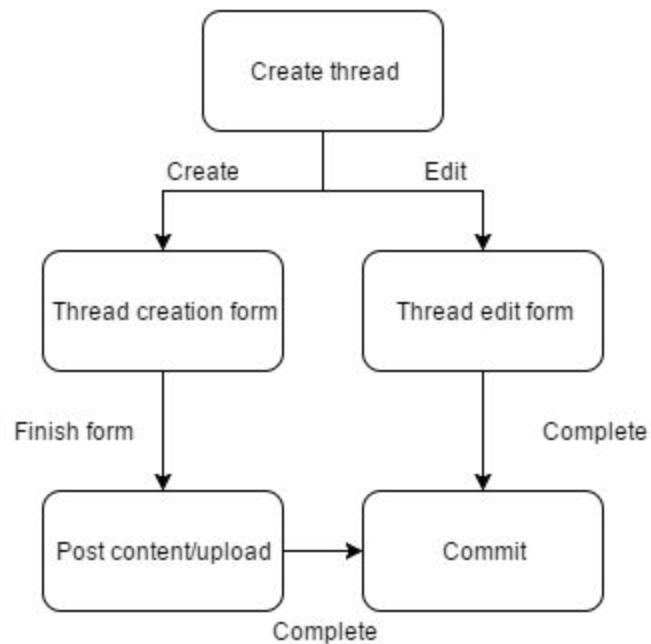 Create thread
Create
Edit
Thread creation form
Thread edit form
Finish form
Complete
Post content/upload
Commit
Complete